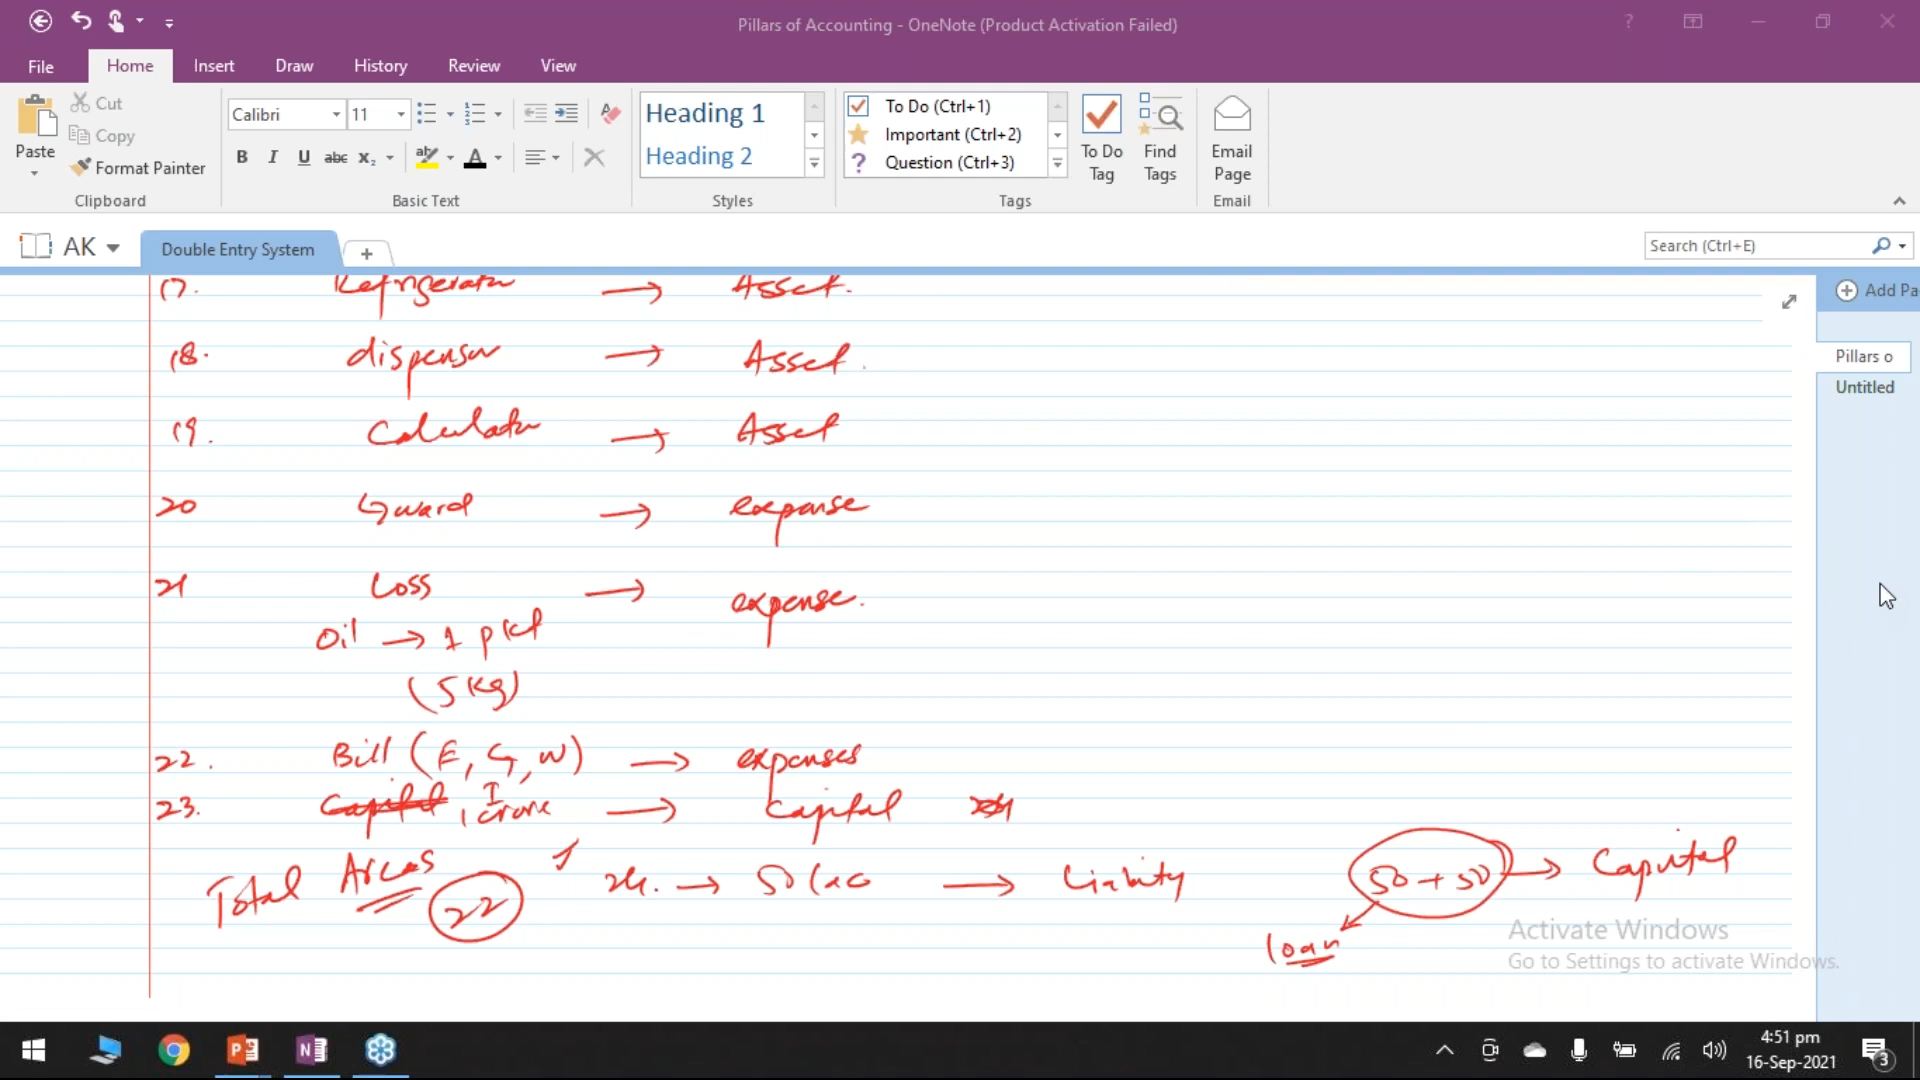 Pillars of Accounting - OneNote (Product Activation Failed)
File Home Insert Draw History Review View
Paste
Cut
Copy
Format Painter
Clipboard
Calibri 11
B I U abc X₂ A
Basic Text
Heading 1
Heading 2
Styles
To Do (Ctrl+1)
Important (Ctrl+2)
Question (Ctrl+3)
Tags
To Do Tag
Find Tags
Email Page
Email
AK Double Entry System +
Search (Ctrl+E)
Add Pa
Pillars o
Untitled
17. Refrigerator → Asset.
18. dispensor → Asset.
19. Calculator → Asset
20 Guard → expense
21 Loss → expense.
Oil → 1 pkt
(5 kg)
22. Bill (E, G, W) → expenses
I
23. Capital 1 crore → Capital
Total Areas 22 24. → 50 lac → Liability 50 + 50 → Capital
loan
Activate Windows
Go to Settings to activate Windows.
4:51 pm
16-Sep-2021
3